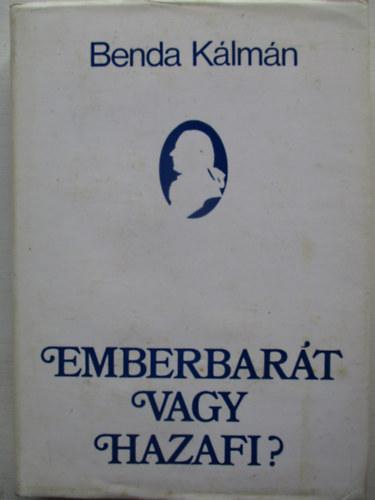 Benda Kálmán
EMBERBARÁT
VAGY
HAZAFI?